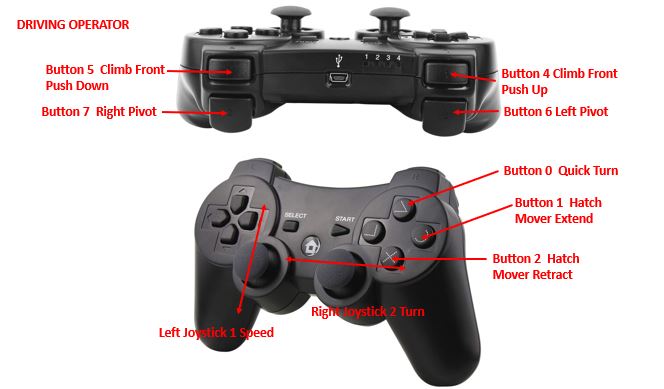 DRIVING OPERATOR
1 2 3 4
Button 5  Climb Front
Push Down
Button 4 Climb Front
Push Up
Button 7  Right Pivot
Button 6 Left Pivot
Button 0  Quick Turn
Button 1  Hatch
Mover Extend
SELECT
START
Button 2  Hatch
Mover Retract
Right Joystick 2 Turn
Left Joystick 1 Speed